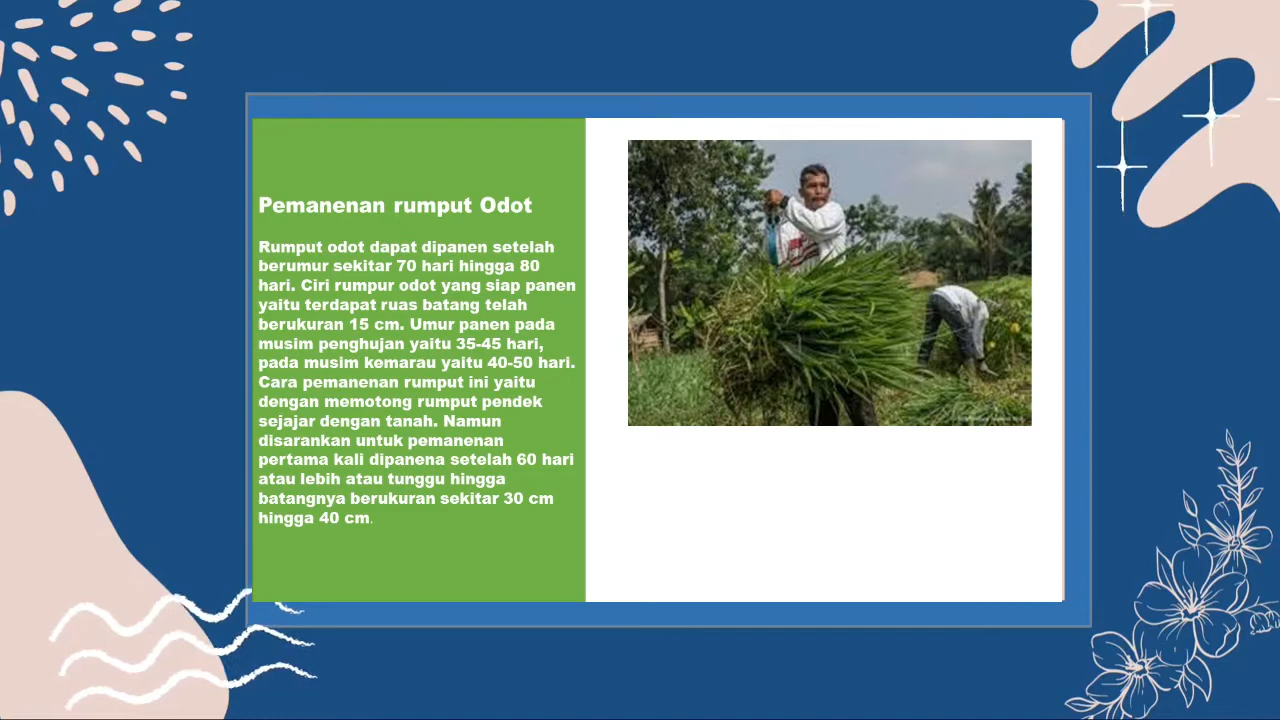 Pemanenan rumput Odot
Rumput odot dapat dipanen setelah
berumur sekitar 70 hari hingga 80
hari. Ciri rumpur odot yang siap panen
yaitu terdapat ruas batang telah
berukuran 15 cm. Umur panen pada
musim penghujan yaitu 35-45 hari,
pada musim kemarau yaitu 40-50 hari.
Cara pemanenan rumput ini yaitu
dengan memotong rumput pendek
sejajar dengan tanah. Namun
disarankan untuk pemanenan
pertama kali dipanena setelah 60 hari
atau lebih atau tunggu hingga
batangnya berukuran sekitar 30 cm
hingga 40 cm.